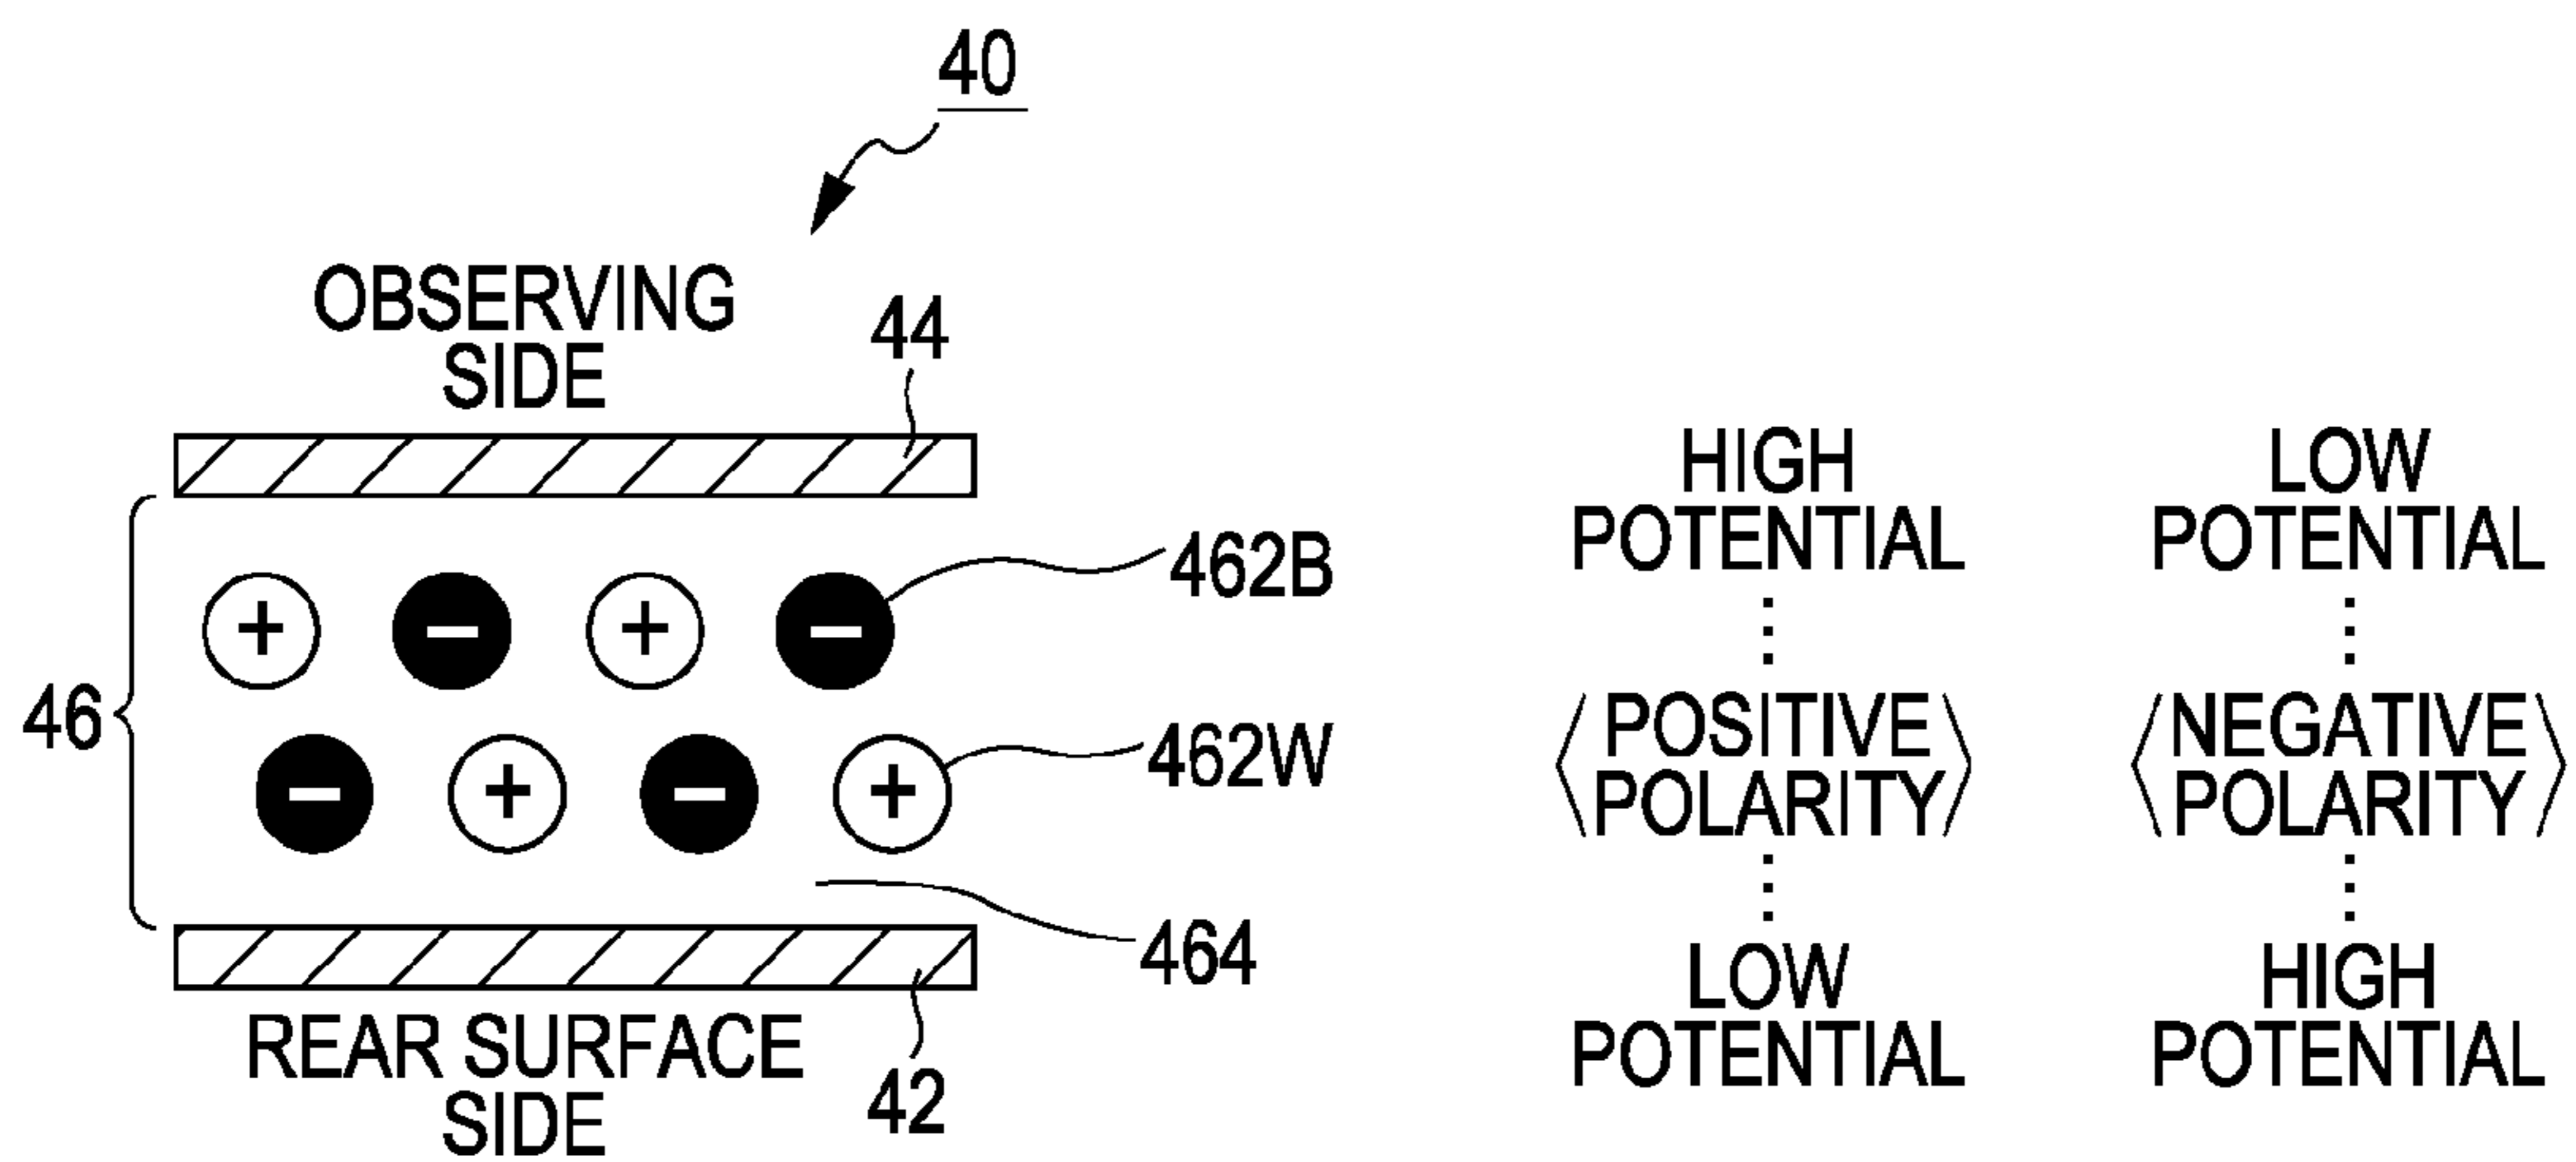 40
OBSERVING
SIDE
44
HIGH
POTENTIAL
LOW
POTENTIAL
462B
+ − + −
46
462W
− + − +
POSITIVE
POLARITY
NEGATIVE
POLARITY
464
LOW
POTENTIAL
HIGH
POTENTIAL
REAR SURFACE
SIDE
42